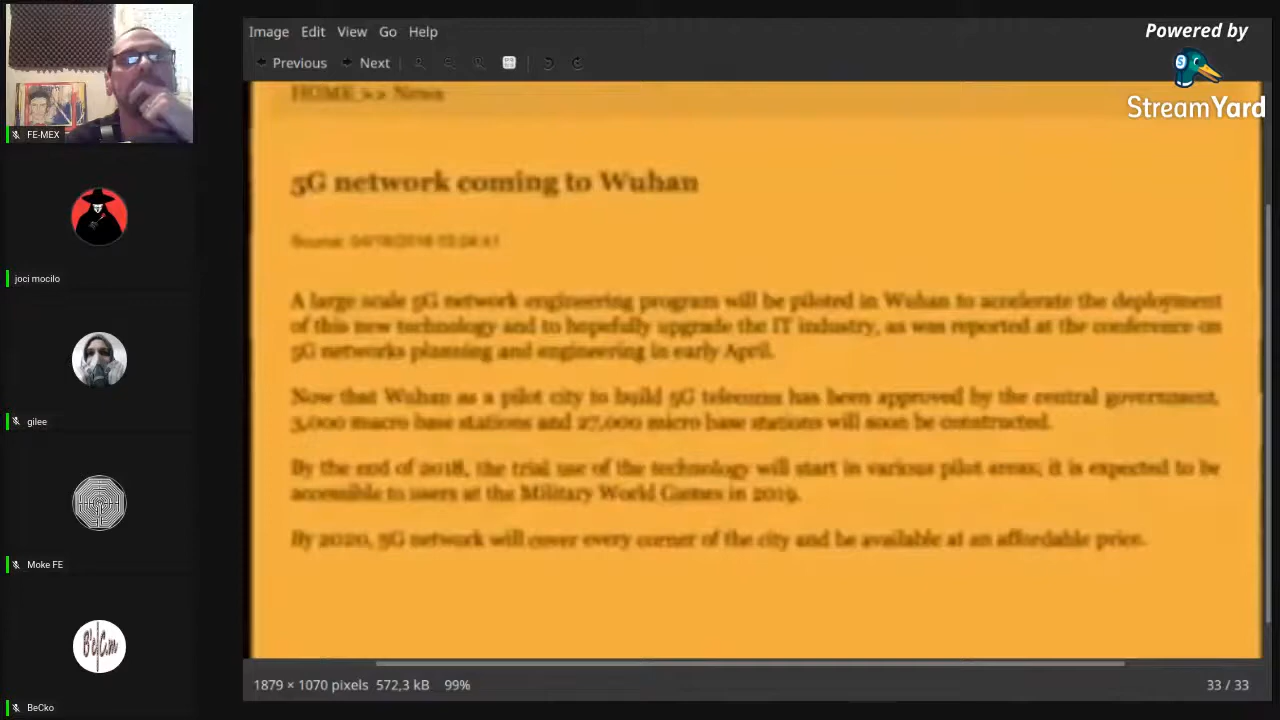 Image Edit View Go Help
Powered by
Previous Next
StreamYard
HOME >> News
5G network coming to Wuhan
A large scale 5G network engineering program will be piloted in Wuhan to accelerate the deployment
of this new technology and to hopefully upgrade the IT industry, as was reported at the conference on
5G networks planning and engineering in early April.
Now that Wuhan as a pilot city to build 5G telecoms has been approved by the central government,
3,000 macro base stations and 27,000 micro base stations will soon be constructed.
By the end of 2018, the trial use of the technology will start in various pilot areas; it is expected to be
accessible to users at the Military World Games in 2019.
By 2020, 5G network will cover every corner of the city and be available at an affordable price.
1879 × 1070 pixels 572,3 kB 99% 33 / 33
FE-MEX
joci mocilo
gilee
Moke FE
BeCko